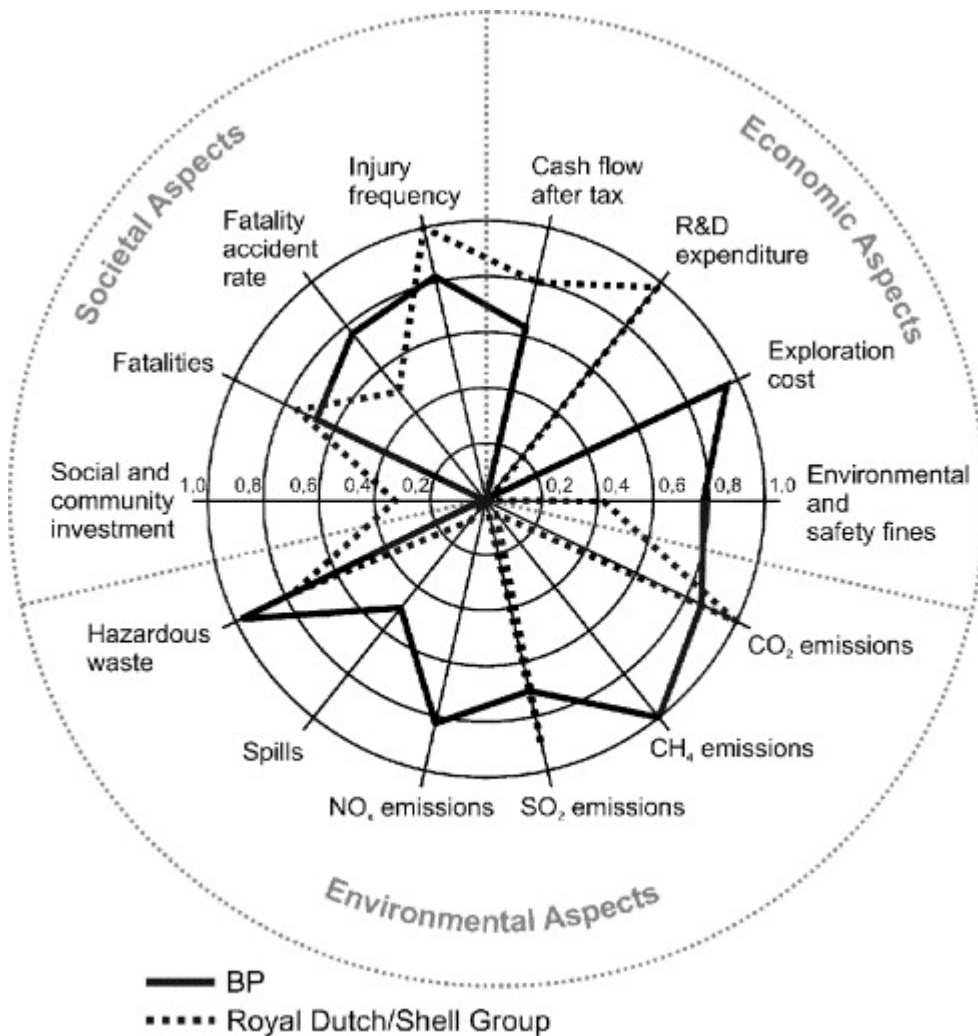 Societal Aspects
Economic Aspects
Injury
frequency
Cash flow
after tax
Fatality
accident
rate
R&D
expenditure
Fatalities
Exploration
cost
Social and
community
investment
1,0 0,8 0,6 0,4 0,2 0,2 0,4 0,6 0,8 1,0
Environmental
and
safety fines
Hazardous
waste
CO₂ emissions
Spills
CH₄ emissions
NOₓ emissions
SO₂ emissions
Environmental Aspects
BP
Royal Dutch/Shell Group